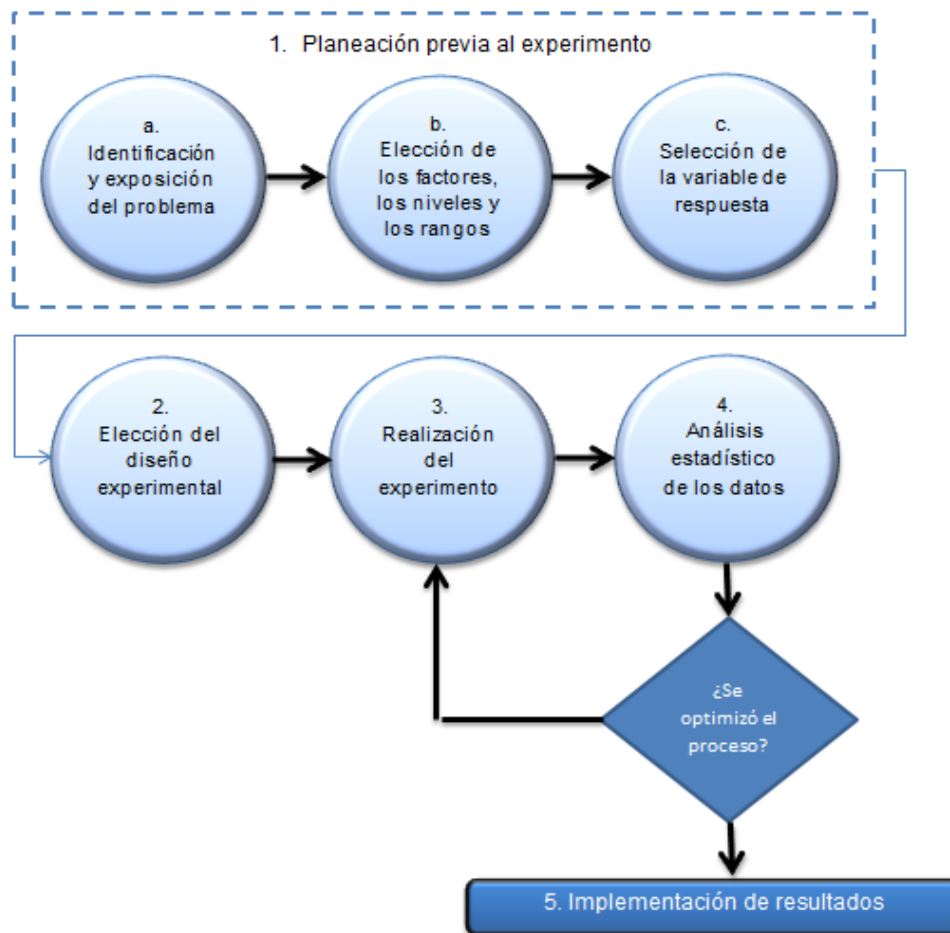 1. Planeación previa al experimento
a.
Identificación
y exposición
del problema
b.
Elección de
los factores,
los niveles y
los rangos
c.
Selección de
la variable de
respuesta
2.
Elección del
diseño
experimental
3.
Realización
del
experimento
4.
Análisis
estadístico
de los datos
¿Se
optimizó el
proceso?
5. Implementación de resultados